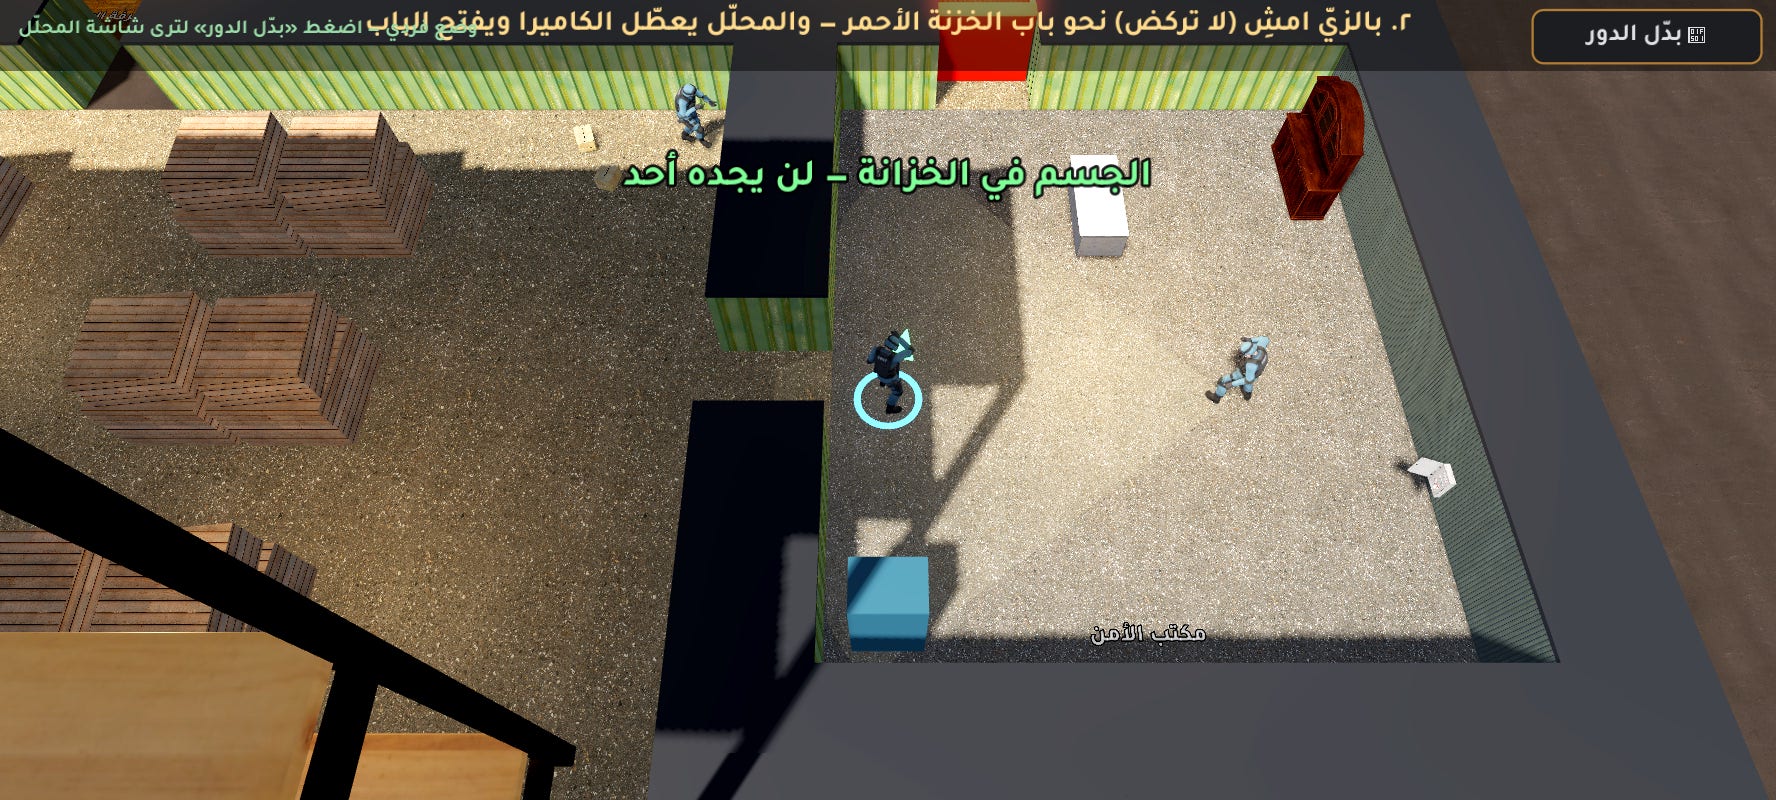 ٢. بالزيّ امشِ (لا تركض) نحو باب الخزنة الأحمر – والمحلّل يعطّل الكاميرا ويفتح الباب
اضغط «بدّل الدور» لترى شاشة المحلّل
بدّل الدور
الجسم في الخزانة – لن يجده أحد
مكتب الأمن